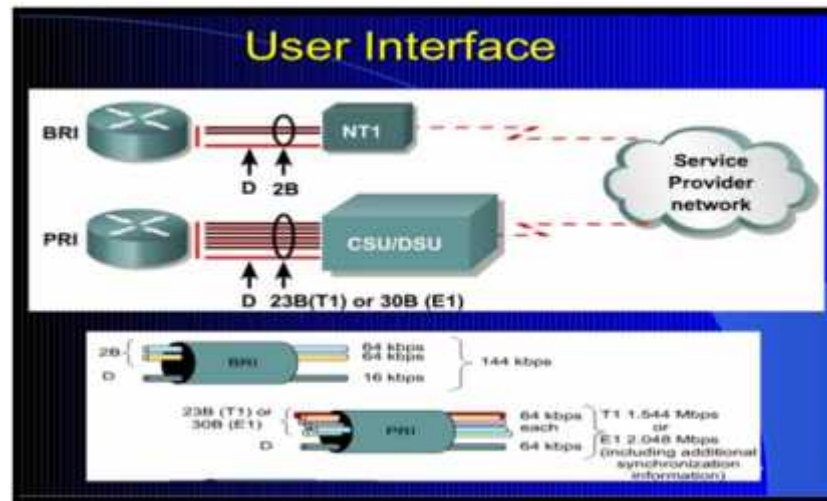 User Interface
BRI
NT1
D 2B
Service
Provider
network
PRI
CSU/DSU
D 23B(T1) or 30B (E1)
2B
BRI
64 kbps
64 kbps
144 kbps
D
16 kbps
23B (T1) or
30B (E1)
PRI
64 kbps
each
T1 1.544 Mbps
or
E1 2.048 Mbps
(including additional
synchronization
information)
D
64 kbps